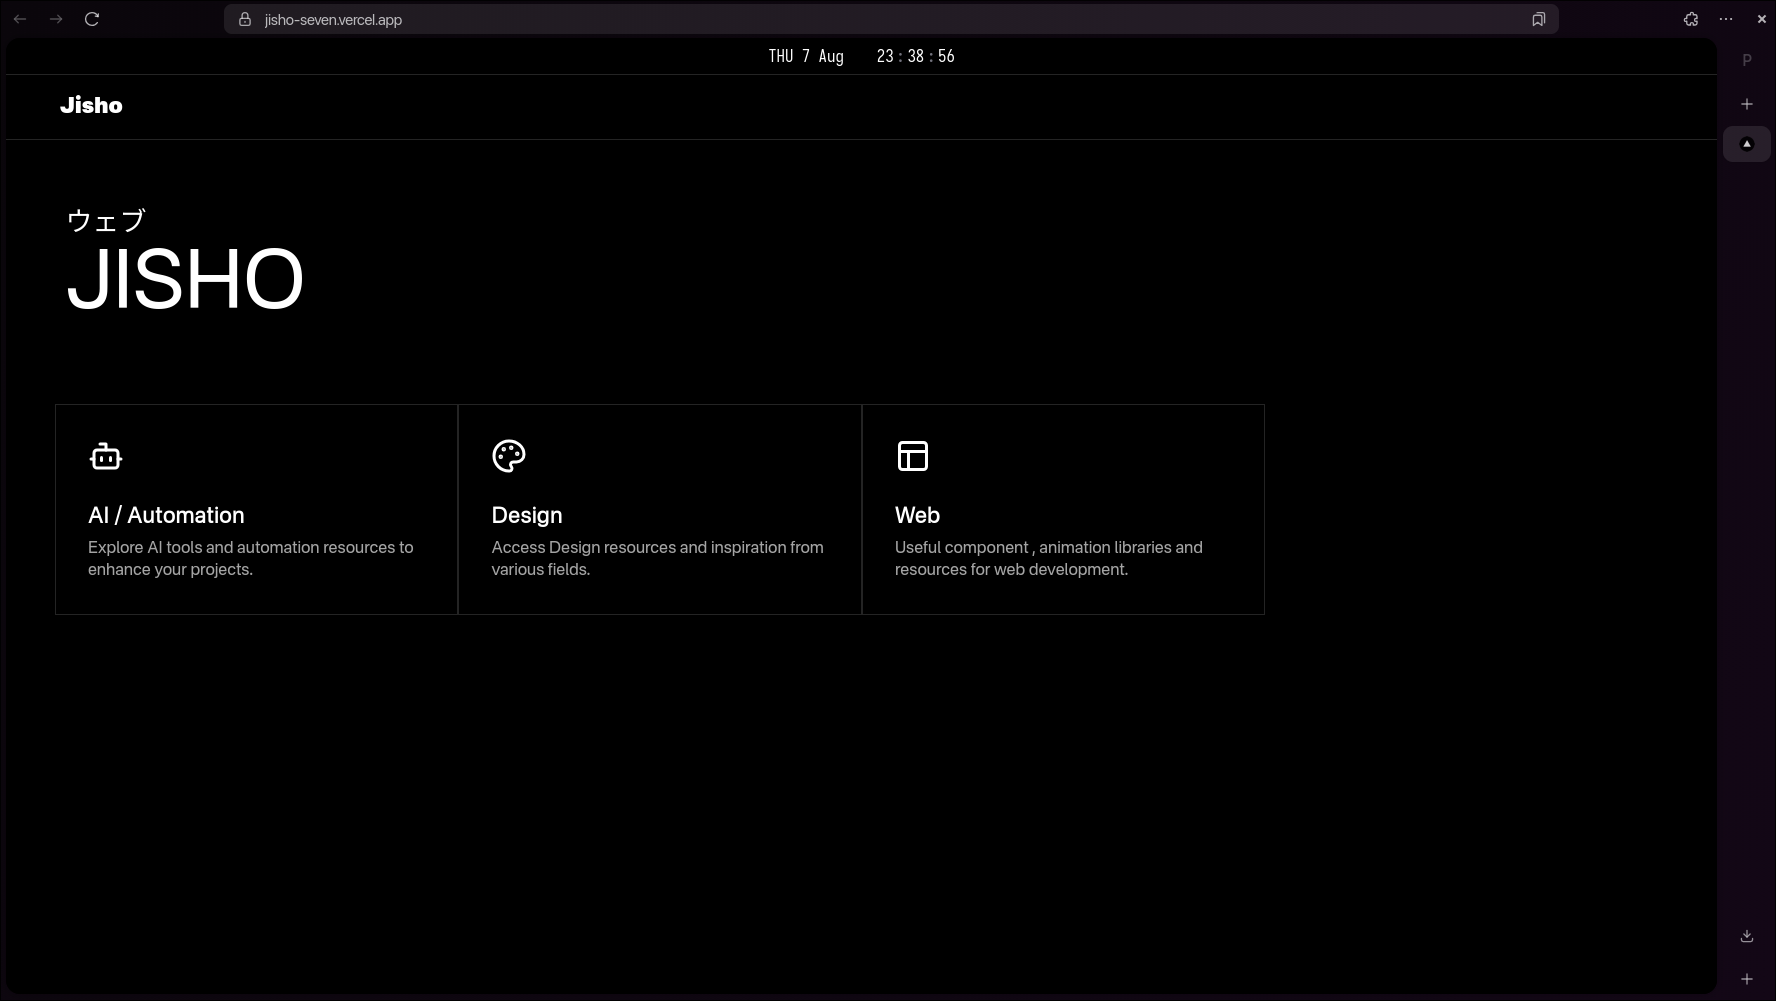 jisho-seven.vercel.app
THU 7 Aug 23:38:56
P
Jisho
ウェブ
JISHO
AI / Automation
Explore AI tools and automation resources to
enhance your projects.
Design
Access Design resources and inspiration from
various fields.
Web
Useful component , animation libraries and
resources for web development.